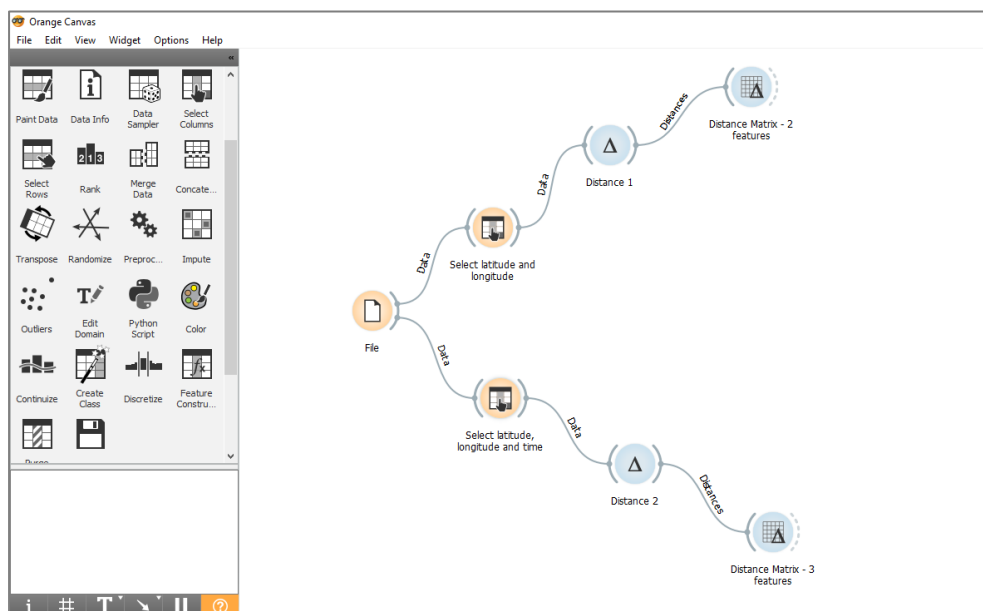 Orange Canvas
File Edit View Widget Options Help
Paint Data Data Info Data Sampler Select Columns
Select Rows Rank Merge Data Concate...
Transpose Randomize Preproc... Impute
Outliers Edit Domain Python Script Color
Continuize Create Class Discretize Feature Constru...
Purge
Distances
Distance Matrix - 2
features
Distance 1
Data
Select latitude and
longitude
Data
File
Data
Select latitude,
longitude and time
Data
Distance 2
Distances
Distance Matrix - 3
features